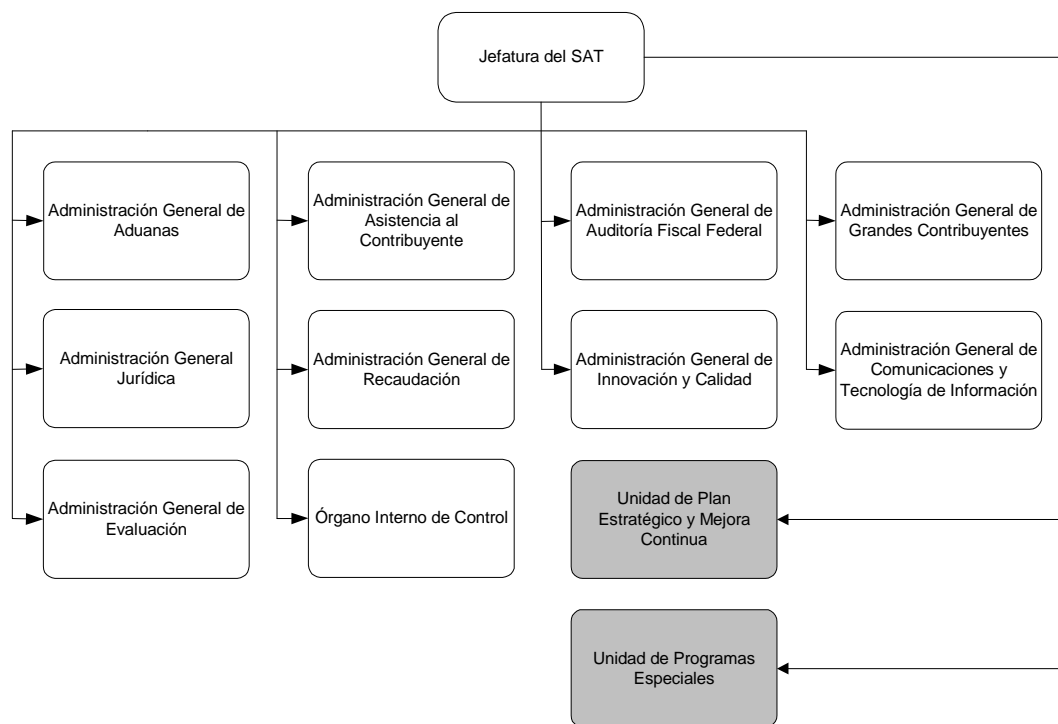 Jefatura del SAT
Administración General de
Aduanas
Administración General de
Asistencia al
Contribuyente
Administración General de
Auditoría Fiscal Federal
Administración General de
Grandes Contribuyentes
Administración General
Jurídica
Administración General de
Recaudación
Administración General de
Innovación y Calidad
Administración General de
Comunicaciones y
Tecnología de Información
Administración General de
Evaluación
Órgano Interno de Control
Unidad de Plan
Estratégico y Mejora
Continua
Unidad de Programas
Especiales